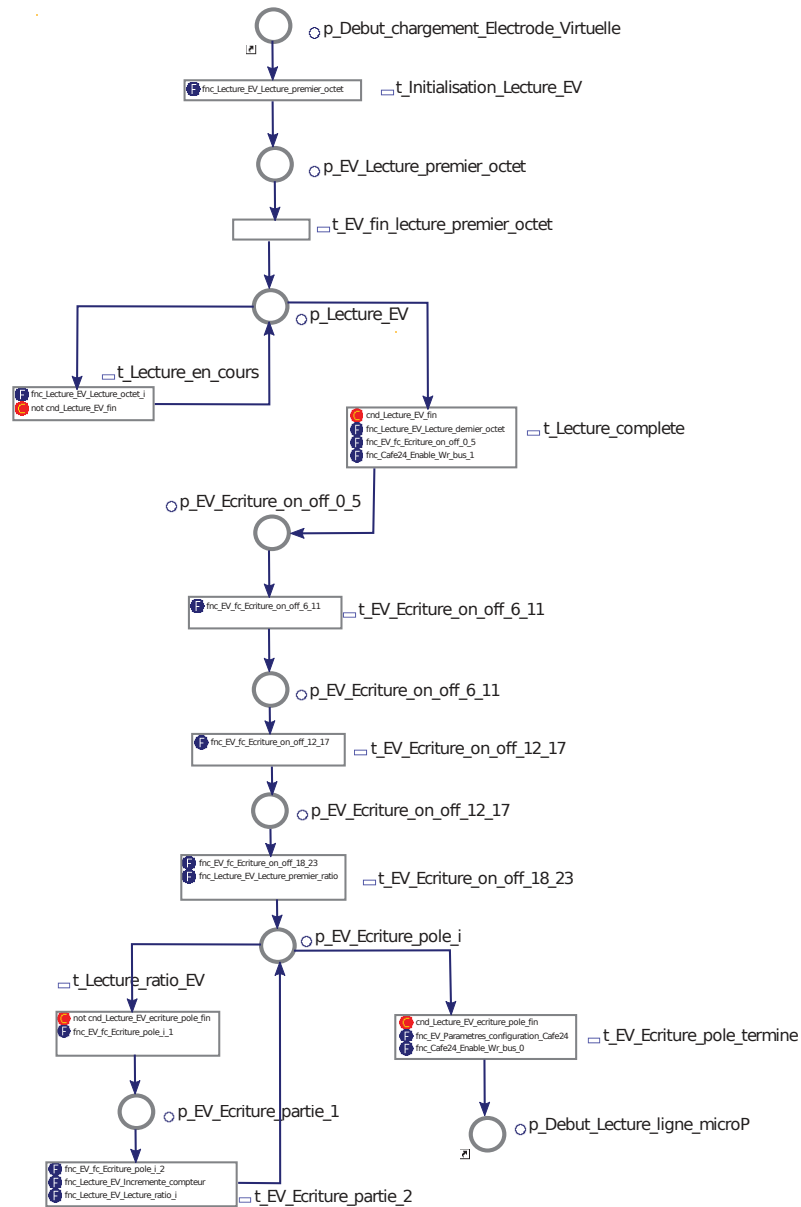 p_Debut_chargement_Electrode_Virtuelle
F fnc_Lecture_EV_Lecture_premier_octet
t_Initialisation_Lecture_EV
p_EV_Lecture_premier_octet
t_EV_fin_lecture_premier_octet
p_Lecture_EV
t_Lecture_en_cours
F fnc_Lecture_EV_Lecture_octet_i
C not cnd_Lecture_EV_fin
C cnd_Lecture_EV_fin
F fnc_Lecture_EV_Lecture_dernier_octet
F fnc_EV_fc_Ecriture_on_off_0_5
F fnc_Cafe24_Enable_Wr_bus_1
t_Lecture_complete
p_EV_Ecriture_on_off_0_5
F fnc_EV_fc_Ecriture_on_off_6_11
t_EV_Ecriture_on_off_6_11
p_EV_Ecriture_on_off_6_11
F fnc_EV_fc_Ecriture_on_off_12_17
t_EV_Ecriture_on_off_12_17
p_EV_Ecriture_on_off_12_17
F fnc_EV_fc_Ecriture_on_off_18_23
F fnc_Lecture_EV_Lecture_premier_ratio
t_EV_Ecriture_on_off_18_23
p_EV_Ecriture_pole_i
t_Lecture_ratio_EV
C not cnd_Lecture_EV_ecriture_pole_fin
F fnc_EV_fc_Ecriture_pole_i_1
C cnd_Lecture_EV_ecriture_pole_fin
F fnc_EV_Parametres_configuration_Cafe24
F fnc_Cafe24_Enable_Wr_bus_0
t_EV_Ecriture_pole_termine
p_EV_Ecriture_partie_1
p_Debut_Lecture_ligne_microP
F fnc_EV_fc_Ecriture_pole_i_2
F fnc_Lecture_EV_Incremente_compteur
F fnc_Lecture_EV_Lecture_ratio_i
t_EV_Ecriture_partie_2